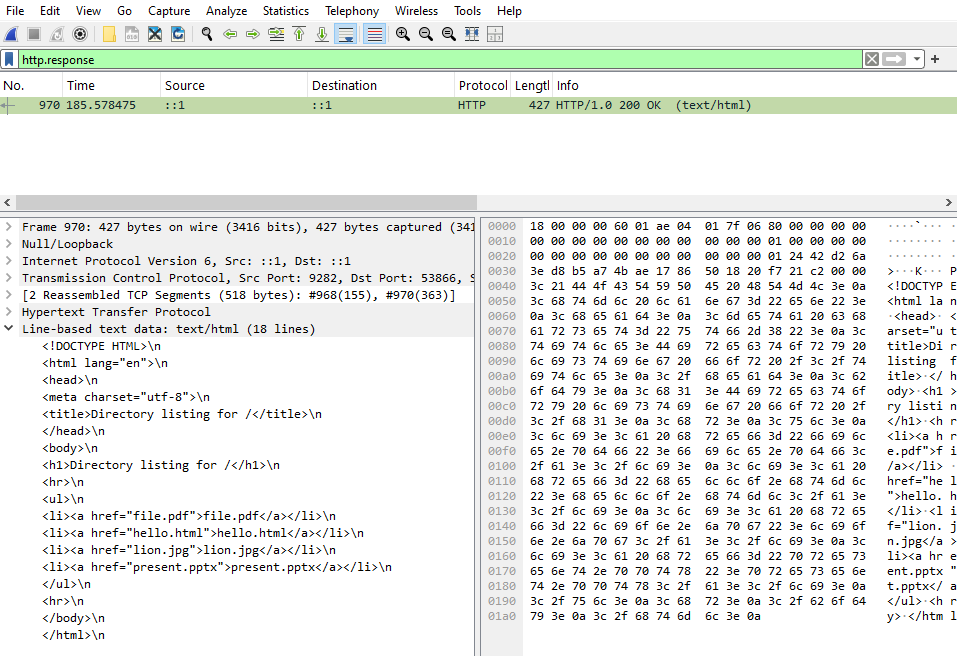 File Edit View Go Capture Analyze Statistics Telephony Wireless Tools Help
http.response
No. Time Source Destination Protocol Lengtl Info
970 185.578475 ::1 ::1 HTTP 427 HTTP/1.0 200 OK (text/html)
Frame 970: 427 bytes on wire (3416 bits), 427 bytes captured (341
Null/Loopback
Internet Protocol Version 6, Src: ::1, Dst: ::1
Transmission Control Protocol, Src Port: 9282, Dst Port: 53866, S
[2 Reassembled TCP Segments (518 bytes): #968(155), #970(363)]
Hypertext Transfer Protocol
Line-based text data: text/html (18 lines)
<!DOCTYPE HTML>\n
<html lang="en">\n
<head>\n
<meta charset="utf-8">\n
<title>Directory listing for /</title>\n
</head>\n
<body>\n
<h1>Directory listing for /</h1>\n
<hr>\n
<ul>\n
<li><a href="file.pdf">file.pdf</a></li>\n
<li><a href="hello.html">hello.html</a></li>\n
<li><a href="lion.jpg">lion.jpg</a></li>\n
<li><a href="present.pptx">present.pptx</a></li>\n
</ul>\n
<hr>\n
</body>\n
</html>\n
0000 18 00 00 00 60 01 ae 04 01 7f 06 80 00 00 00 00 ····`··· ····
0010 00 00 00 00 00 00 00 00 00 00 00 01 00 00 00 00 ········ ····
0020 00 00 00 00 00 00 00 00 00 00 00 01 24 42 d2 6a ········ ····
0030 3e d8 b5 a7 4b ae 17 86 50 18 20 f7 21 c2 00 00 >···K··· P
0040 3c 21 44 4f 43 54 59 50 45 20 48 54 4d 4c 3e 0a <!DOCTYP E
0050 3c 68 74 6d 6c 20 6c 61 6e 67 3d 22 65 6e 22 3e <html la n
0060 0a 3c 68 65 61 64 3e 0a 3c 6d 65 74 61 20 63 68 ·<head>· <
0070 61 72 73 65 74 3d 22 75 74 66 2d 38 22 3e 0a 3c arset="u t
0080 74 69 74 6c 65 3e 44 69 72 65 63 74 6f 72 79 20 title>Di r
0090 6c 69 73 74 69 6e 67 20 66 6f 72 20 2f 3c 2f 74 listing f
00a0 69 74 6c 65 3e 0a 3c 2f 68 65 61 64 3e 0a 3c 62 itle>·</ h
00b0 6f 64 79 3e 0a 3c 68 31 3e 44 69 72 65 63 74 6f ody>·<h1 >
00c0 72 79 20 6c 69 73 74 69 6e 67 20 66 6f 72 20 2f ry listi n
00d0 3c 2f 68 31 3e 0a 3c 68 72 3e 0a 3c 75 6c 3e 0a </h1>·<h r
00e0 3c 6c 69 3e 3c 61 20 68 72 65 66 3d 22 66 69 6c <li><a h r
00f0 65 2e 70 64 66 22 3e 66 69 6c 65 2e 70 64 66 3c e.pdf">f i
0100 2f 61 3e 3c 2f 6c 69 3e 0a 3c 6c 69 3e 3c 61 20 /a></li> ·
0110 68 72 65 66 3d 22 68 65 6c 6c 6f 2e 68 74 6d 6c href="he l
0120 22 3e 68 65 6c 6c 6f 2e 68 74 6d 6c 3c 2f 61 3e ">hello. h
0130 3c 2f 6c 69 3e 0a 3c 6c 69 3e 3c 61 20 68 72 65 </li>·<l i
0140 66 3d 22 6c 69 6f 6e 2e 6a 70 67 22 3e 6c 69 6f f="lion. j
0150 6e 2e 6a 70 67 3c 2f 61 3e 3c 2f 6c 69 3e 0a 3c n.jpg</a >
0160 6c 69 3e 3c 61 20 68 72 65 66 3d 22 70 72 65 73 li><a hr e
0170 65 6e 74 2e 70 70 74 78 22 3e 70 72 65 73 65 6e ent.pptx "
0180 74 2e 70 70 74 78 3c 2f 61 3e 3c 2f 6c 69 3e 0a t.pptx</ a
0190 3c 2f 75 6c 3e 0a 3c 68 72 3e 0a 3c 2f 62 6f 64 </ul>·<h r
01a0 79 3e 0a 3c 2f 68 74 6d 6c 3e 0a y>·</htm l